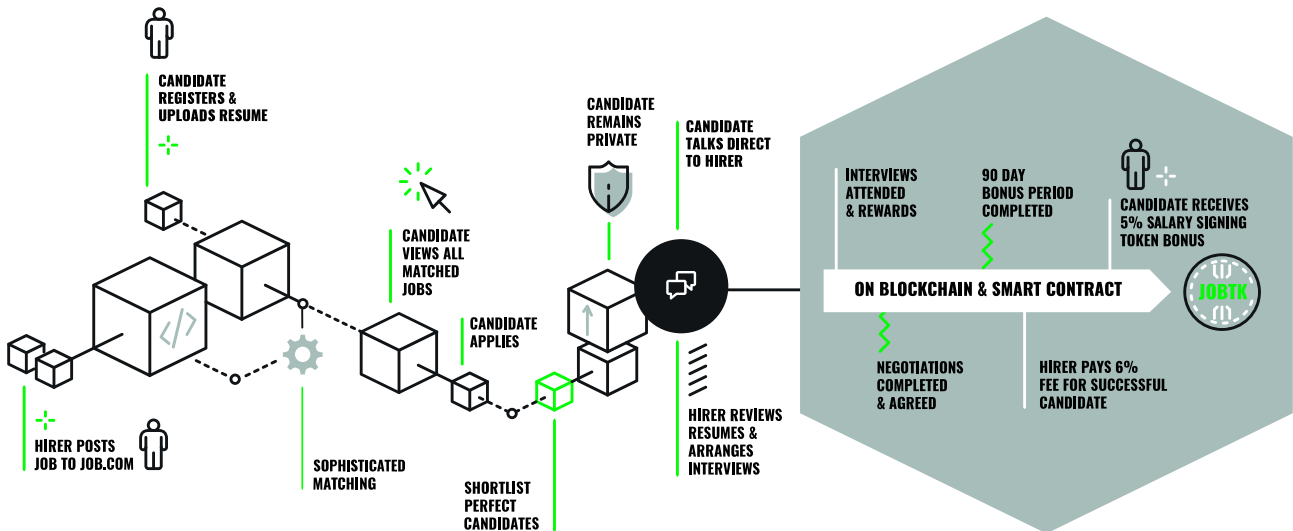 CANDIDATE
REGISTERS &
UPLOADS RESUME
HIRER POSTS
JOB TO JOB.COM
SOPHISTICATED
MATCHING
CANDIDATE
VIEWS ALL
MATCHED
JOBS
CANDIDATE
APPLIES
SHORTLIST
PERFECT
CANDIDATES
CANDIDATE
REMAINS
PRIVATE
CANDIDATE
TALKS DIRECT
TO HIRER
HIRER REVIEWS
RESUMES &
ARRANGES
INTERVIEWS
INTERVIEWS
ATTENDED
& REWARDS
90 DAY
BONUS PERIOD
COMPLETED
CANDIDATE RECEIVES
5% SALARY SIGNING
TOKEN BONUS
ON BLOCKCHAIN & SMART CONTRACT
JOBTK
NEGOTIATIONS
COMPLETED
& AGREED
HIRER PAYS 6%
FEE FOR SUCCESSFUL
CANDIDATE